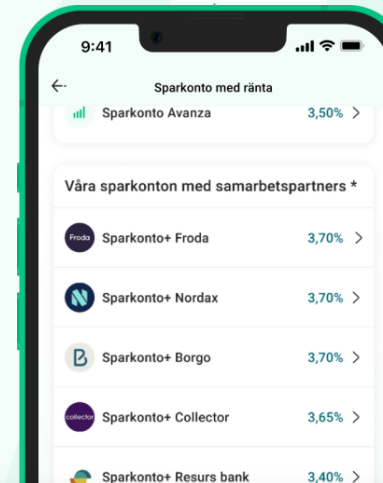 9:41
Sparkonto med ränta
Sparkonto Avanza 3,50%
Våra sparkonton med samarbetspartners *
Froda Sparkonto+ Froda 3,70%
Sparkonto+ Nordax 3,70%
Sparkonto+ Borgo 3,70%
collector Sparkonto+ Collector 3,65%
Sparkonto+ Resurs bank 3,40%